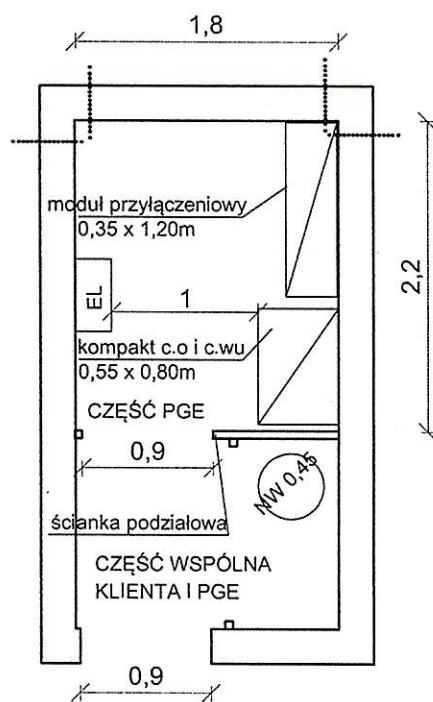 1,8
moduł przyłączeniowy
0,35 x 1,20m
2,2
EL
1
kompakt c.o i c.wu
0,55 x 0,80m
CZĘŚĆ PGE
0,9
NW 0,45
ścianka podziałowa
CZĘŚĆ WSPÓLNA
KLIENTA I PGE
0,9